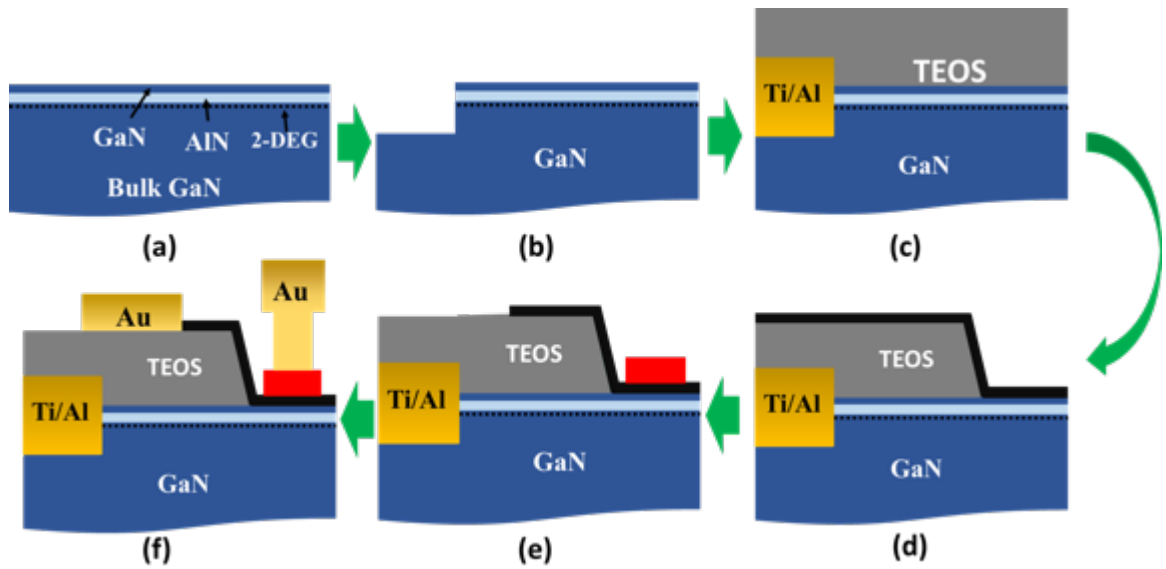 GaN
AlN
2-DEG
Bulk GaN
(a)
GaN
(b)
TEOS
Ti/Al
GaN
(c)
Au
Au
TEOS
Ti/Al
GaN
(f)
TEOS
Ti/Al
GaN
(e)
TEOS
Ti/Al
GaN
(d)